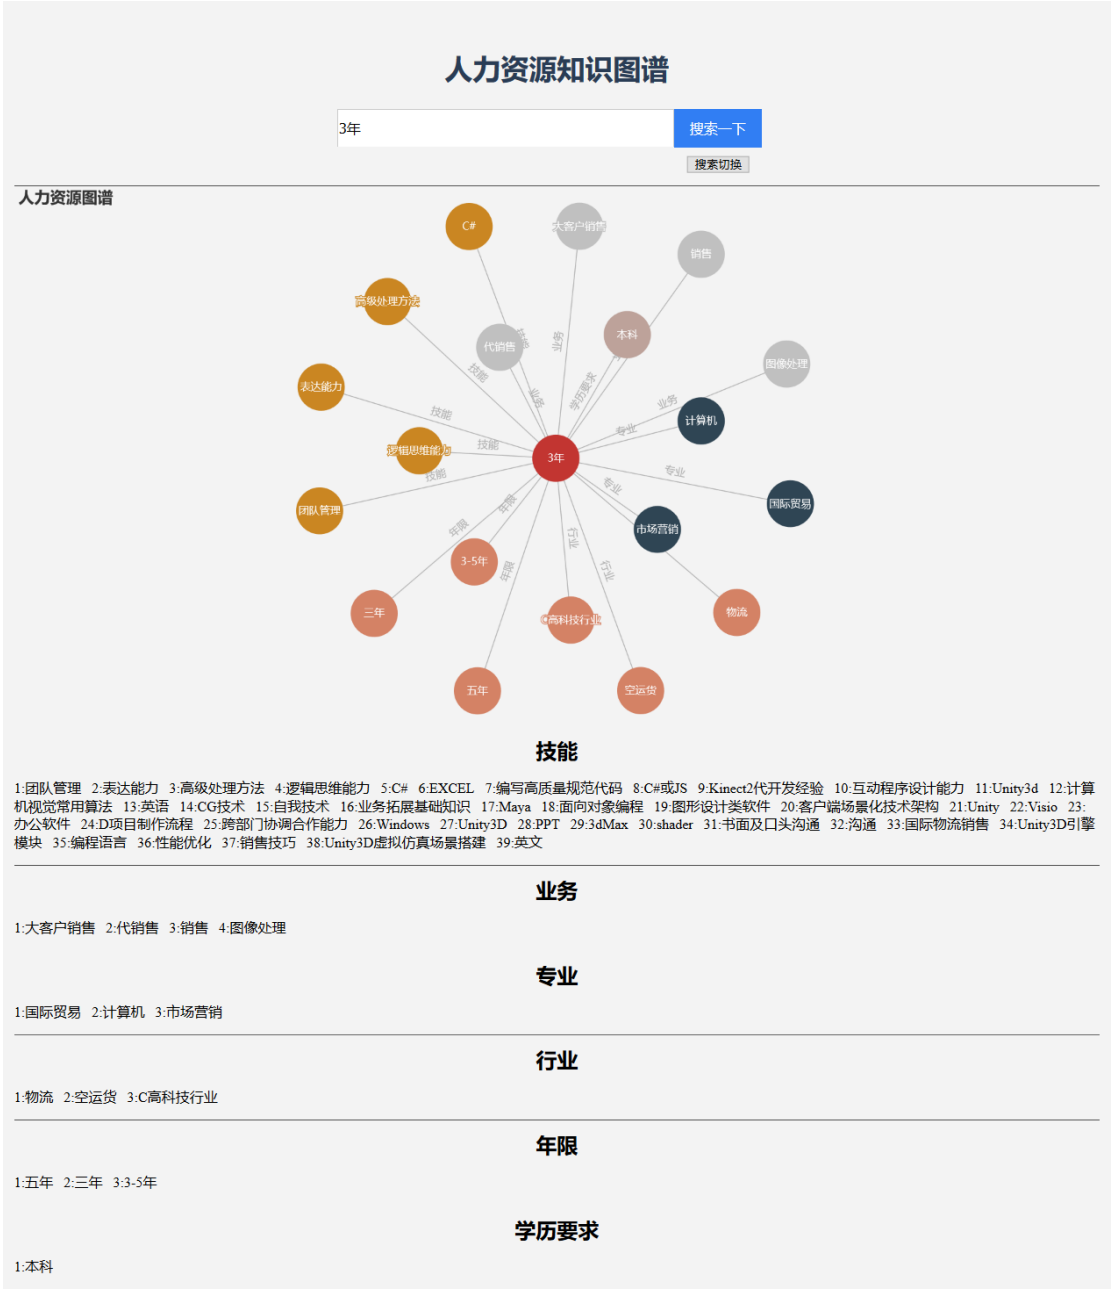 人力资源知识图谱
3年
搜索一下
搜索切换
人力资源图谱
C#
大客户销售
销售
高级处理方法
本科
代销售
技能
业务
图像处理
表达能力
技能
学历要求
业务
业务
技能
计算机
专业
逻辑思维能力
技能
3年
专业
技能
专业
国际贸易
团队管理
年限
市场营销
年限
行业
3-5年
年限
行业
三年
C高科技行业
物流
五年
空运货
技能
1:团队管理 2:表达能力 3:高级处理方法 4:逻辑思维能力 5:C# 6:EXCEL 7:编写高质量规范代码 8:C#或JS 9:Kinect2代开发经验 10:互动程序设计能力 11:Unity3d 12:计算
机视觉常用算法 13:英语 14:CG技术 15:自我技术 16:业务拓展基础知识 17:Maya 18:面向对象编程 19:图形设计类软件 20:客户端场景化技术架构 21:Unity 22:Visio 23:
办公软件 24:D项目制作流程 25:跨部门协调合作能力 26:Windows 27:Unity3D 28:PPT 29:3dMax 30:shader 31:书面及口头沟通 32:沟通 33:国际物流销售 34:Unity3D引擎
模块 35:编程语言 36:性能优化 37:销售技巧 38:Unity3D虚拟仿真场景搭建 39:英文
业务
1:大客户销售 2:代销售 3:销售 4:图像处理
专业
1:国际贸易 2:计算机 3:市场营销
行业
1:物流 2:空运货 3:C高科技行业
年限
1:五年 2:三年 3:3-5年
学历要求
1:本科